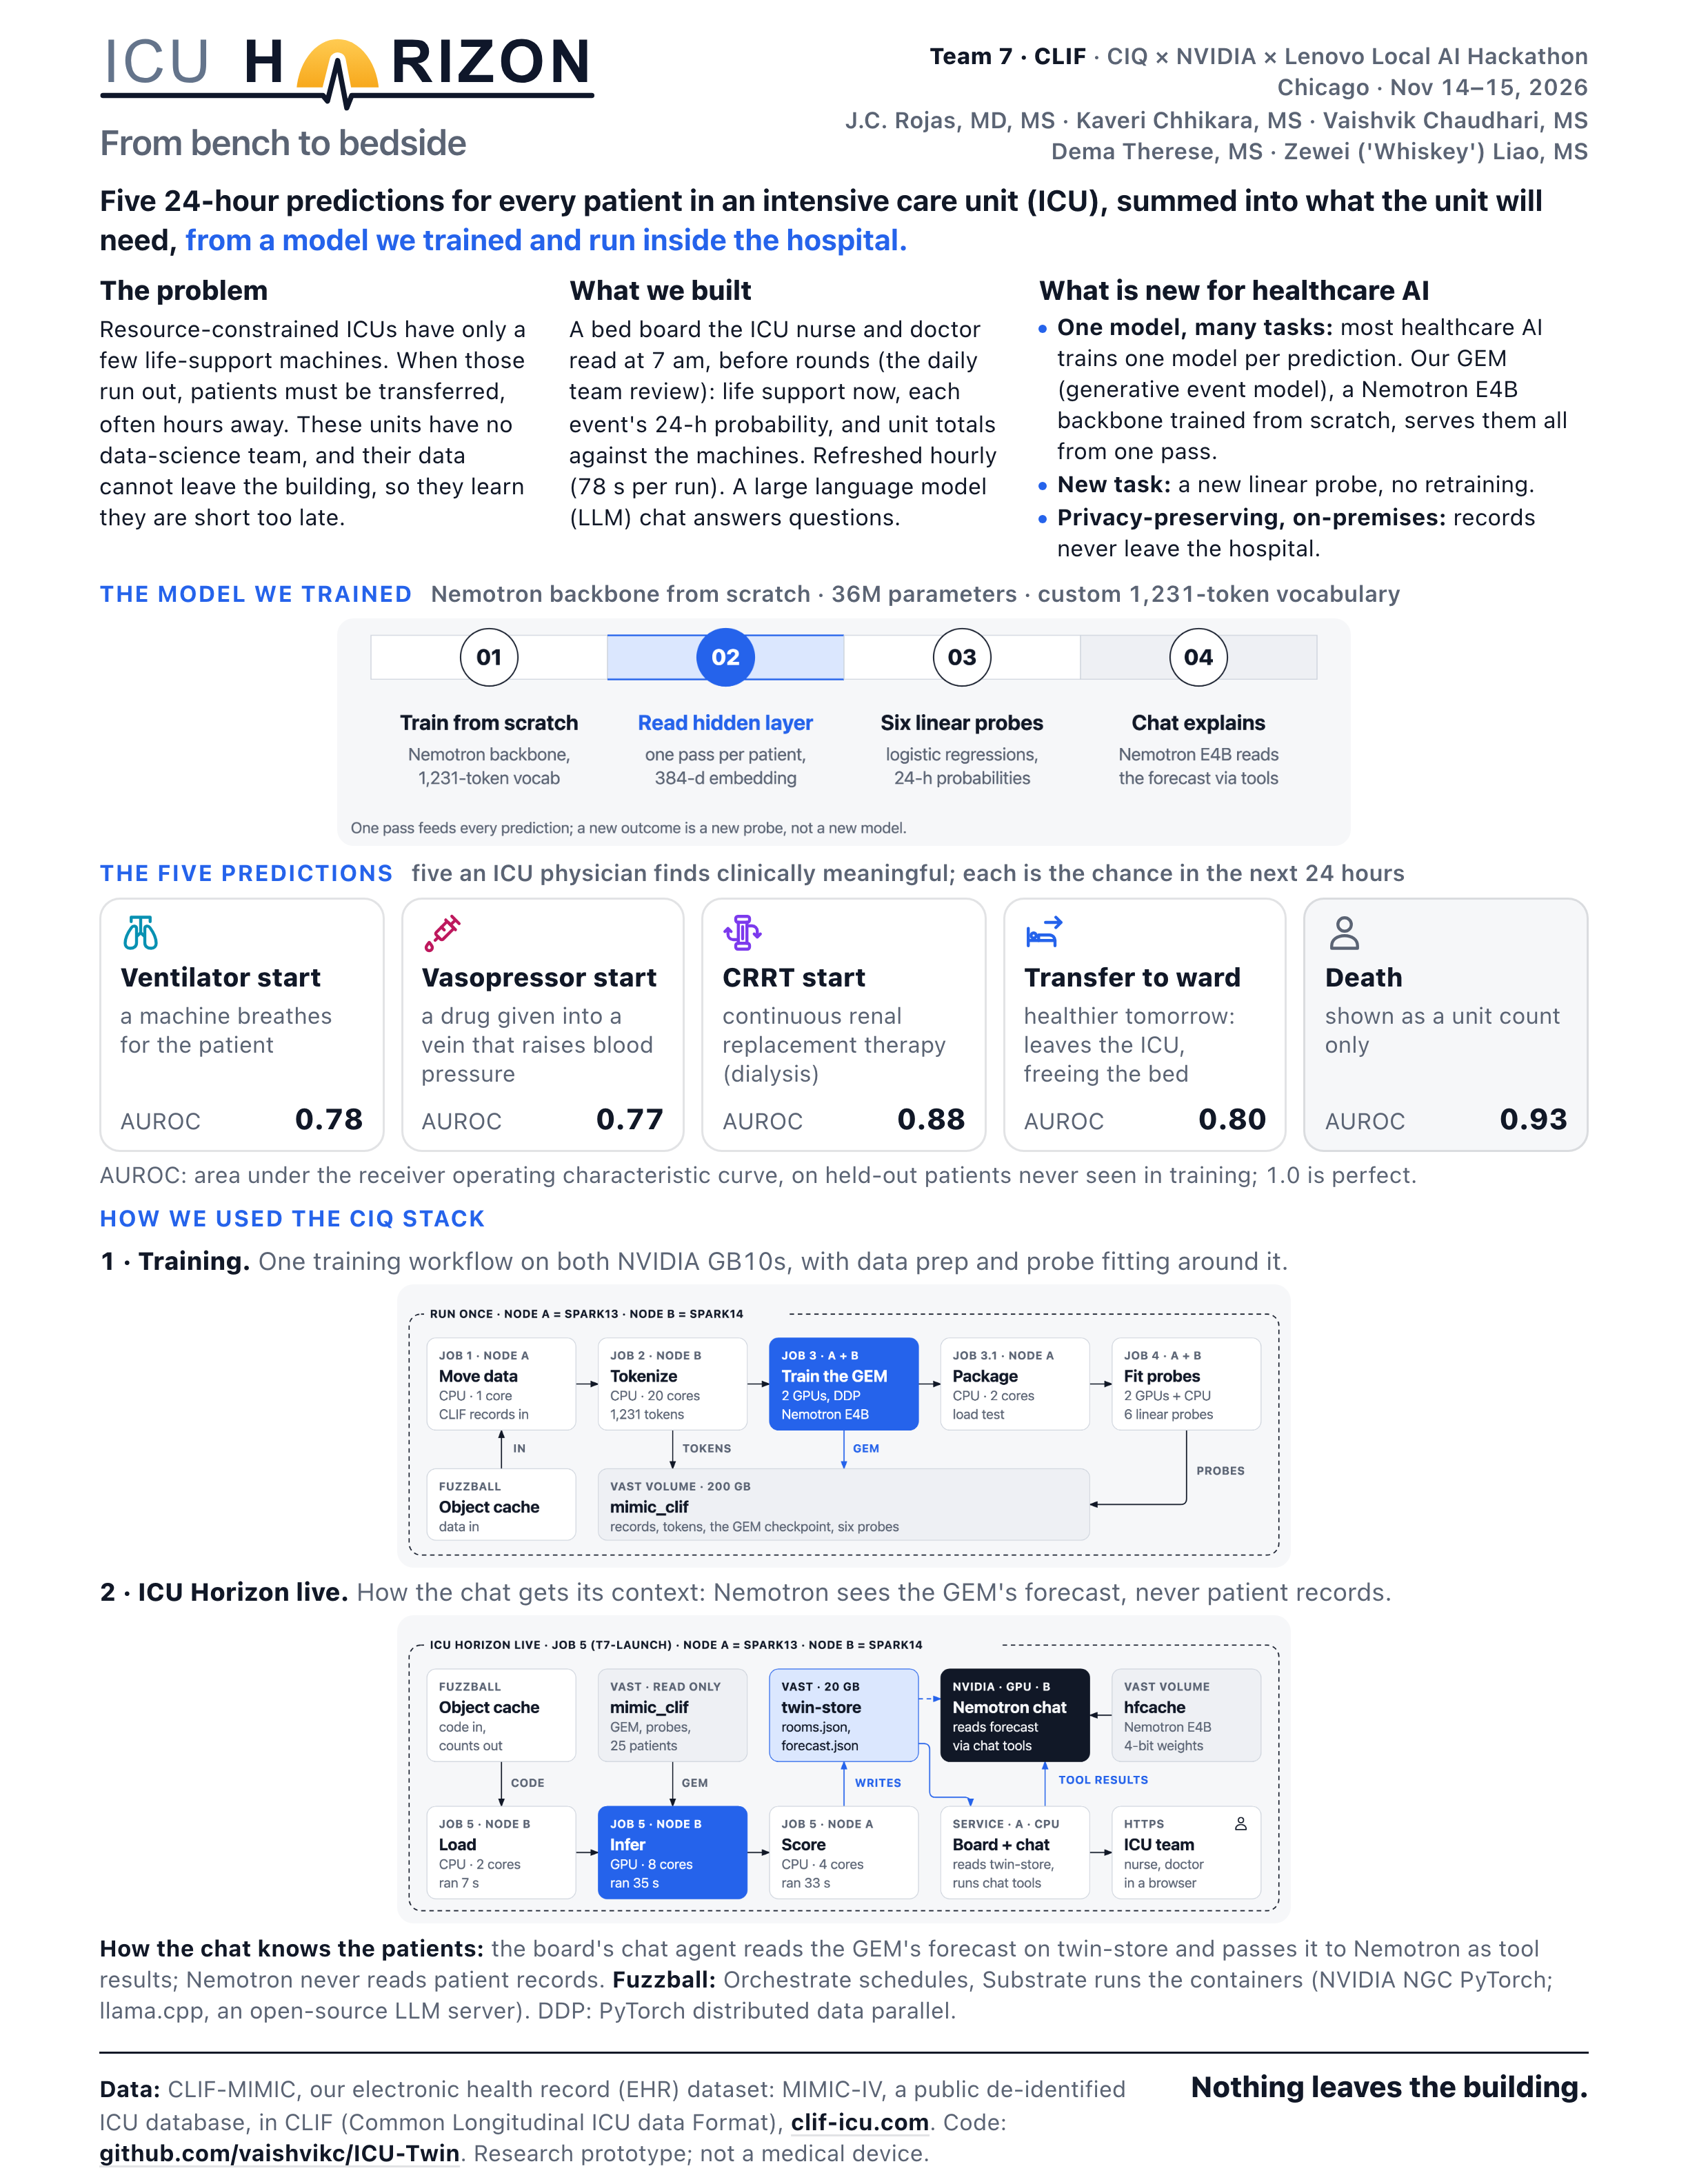 ICU HORIZON
From bench to bedside
Team 7 · CLIF · CIQ × NVIDIA × Lenovo Local AI Hackathon
Chicago · Nov 14–15, 2026
J.C. Rojas, MD, MS · Kaveri Chhikara, MS · Vaishvik Chaudhari, MS
Dema Therese, MS · Zewei ('Whiskey') Liao, MS
Five 24-hour predictions for every patient in an intensive care unit (ICU), summed into what the unit will
need, from a model we trained and run inside the hospital.
The problem
Resource-constrained ICUs have only a
few life-support machines. When those
run out, patients must be transferred,
often hours away. These units have no
data-science team, and their data
cannot leave the building, so they learn
they are short too late.
What we built
A bed board the ICU nurse and doctor
read at 7 am, before rounds (the daily
team review): life support now, each
event's 24-h probability, and unit totals
against the machines. Refreshed hourly
(78 s per run). A large language model
(LLM) chat answers questions.
What is new for healthcare AI
• One model, many tasks: most healthcare AI
trains one model per prediction. Our GEM
(generative event model), a Nemotron E4B
backbone trained from scratch, serves them all
from one pass.
• New task: a new linear probe, no retraining.
• Privacy-preserving, on-premises: records
never leave the hospital.
THE MODEL WE TRAINED Nemotron backbone from scratch · 36M parameters · custom 1,231-token vocabulary
01
Train from scratch
Nemotron backbone,
1,231-token vocab
02
Read hidden layer
one pass per patient,
384-d embedding
03
Six linear probes
logistic regressions,
24-h probabilities
04
Chat explains
Nemotron E4B reads
the forecast via tools
One pass feeds every prediction; a new outcome is a new probe, not a new model.
THE FIVE PREDICTIONS five an ICU physician finds clinically meaningful; each is the chance in the next 24 hours
Ventilator start
a machine breathes
for the patient
AUROC 0.78
Vasopressor start
a drug given into a
vein that raises blood
pressure
AUROC 0.77
CRRT start
continuous renal
replacement therapy
(dialysis)
AUROC 0.88
Transfer to ward
healthier tomorrow:
leaves the ICU,
freeing the bed
AUROC 0.80
Death
shown as a unit count
only
AUROC 0.93
AUROC: area under the receiver operating characteristic curve, on held-out patients never seen in training; 1.0 is perfect.
HOW WE USED THE CIQ STACK
1 · Training. One training workflow on both NVIDIA GB10s, with data prep and probe fitting around it.
RUN ONCE · NODE A = SPARK13 · NODE B = SPARK14
JOB 1 · NODE A
Move data
CPU · 1 core
CLIF records in
JOB 2 · NODE B
Tokenize
CPU · 20 cores
1,231 tokens
JOB 3 · A + B
Train the GEM
2 GPUs, DDP
Nemotron E4B
JOB 3.1 · NODE A
Package
CPU · 2 cores
load test
JOB 4 · A + B
Fit probes
2 GPUs + CPU
6 linear probes
IN
TOKENS
GEM
PROBES
FUZZBALL
Object cache
data in
VAST VOLUME · 200 GB
mimic_clif
records, tokens, the GEM checkpoint, six probes
2 · ICU Horizon live. How the chat gets its context: Nemotron sees the GEM's forecast, never patient records.
ICU HORIZON LIVE · JOB 5 (T7-LAUNCH) · NODE A = SPARK13 · NODE B = SPARK14
FUZZBALL
Object cache
code in,
counts out
VAST · READ ONLY
mimic_clif
GEM, probes,
25 patients
VAST · 20 GB
twin-store
rooms.json,
forecast.json
NVIDIA · GPU · B
Nemotron chat
reads forecast
via chat tools
VAST VOLUME
hfcache
Nemotron E4B
4-bit weights
CODE
GEM
WRITES
TOOL RESULTS
JOB 5 · NODE B
Load
CPU · 2 cores
ran 7 s
JOB 5 · NODE B
Infer
GPU · 8 cores
ran 35 s
JOB 5 · NODE A
Score
CPU · 4 cores
ran 33 s
SERVICE · A · CPU
Board + chat
reads twin-store,
runs chat tools
HTTPS
ICU team
nurse, doctor
in a browser
How the chat knows the patients: the board's chat agent reads the GEM's forecast on twin-store and passes it to Nemotron as tool
results; Nemotron never reads patient records. Fuzzball: Orchestrate schedules, Substrate runs the containers (NVIDIA NGC PyTorch;
llama.cpp, an open-source LLM server). DDP: PyTorch distributed data parallel.
Data: CLIF-MIMIC, our electronic health record (EHR) dataset: MIMIC-IV, a public de-identified
ICU database, in CLIF (Common Longitudinal ICU data Format), clif-icu.com. Code:
github.com/vaishvikc/ICU-Twin. Research prototype; not a medical device.
Nothing leaves the building.